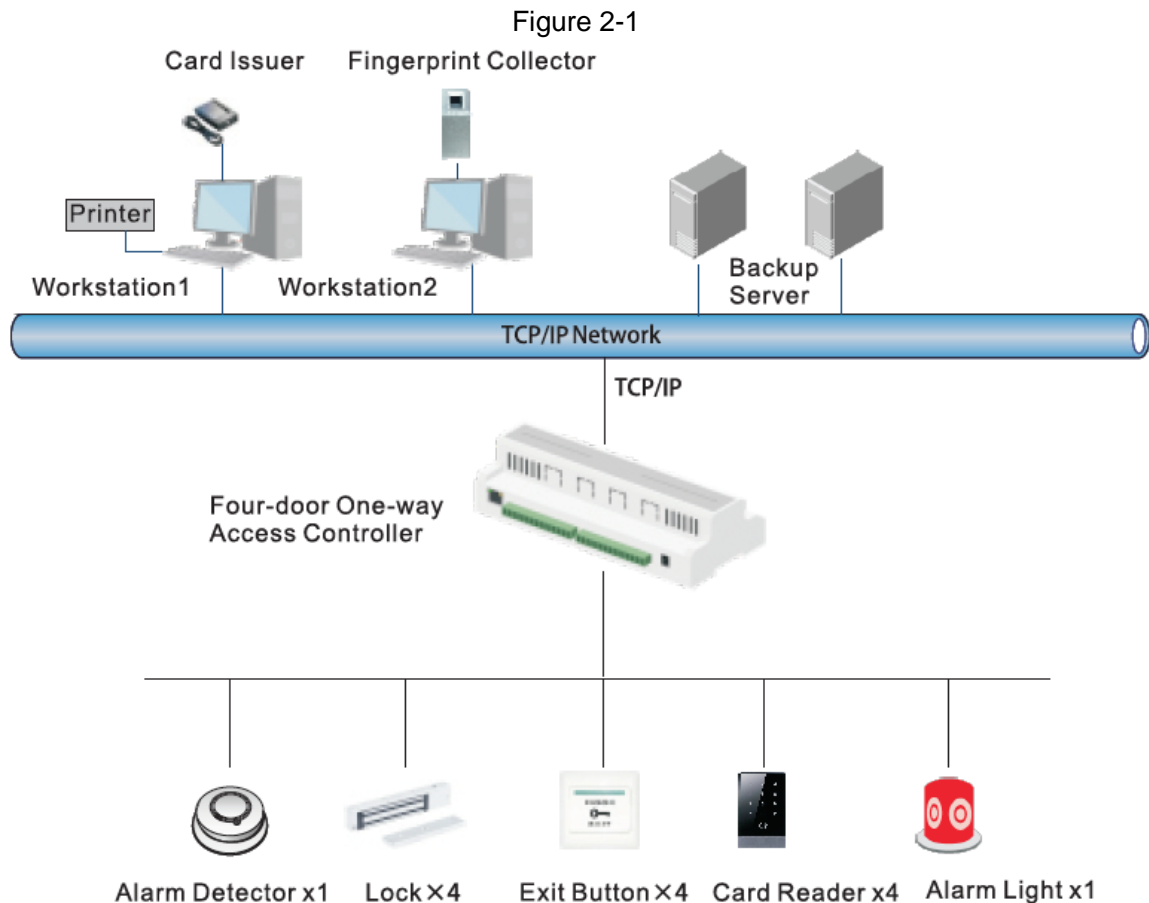 Figure 2-1
Card Issuer
Fingerprint Collector
Printer
Workstation1
Workstation2
Backup
Server
TCP/IP Network
TCP/IP
Four-door One-way
Access Controller
Alarm Detector x1
Lock×4
Exit Button×4
Card Reader x4
Alarm Light x1